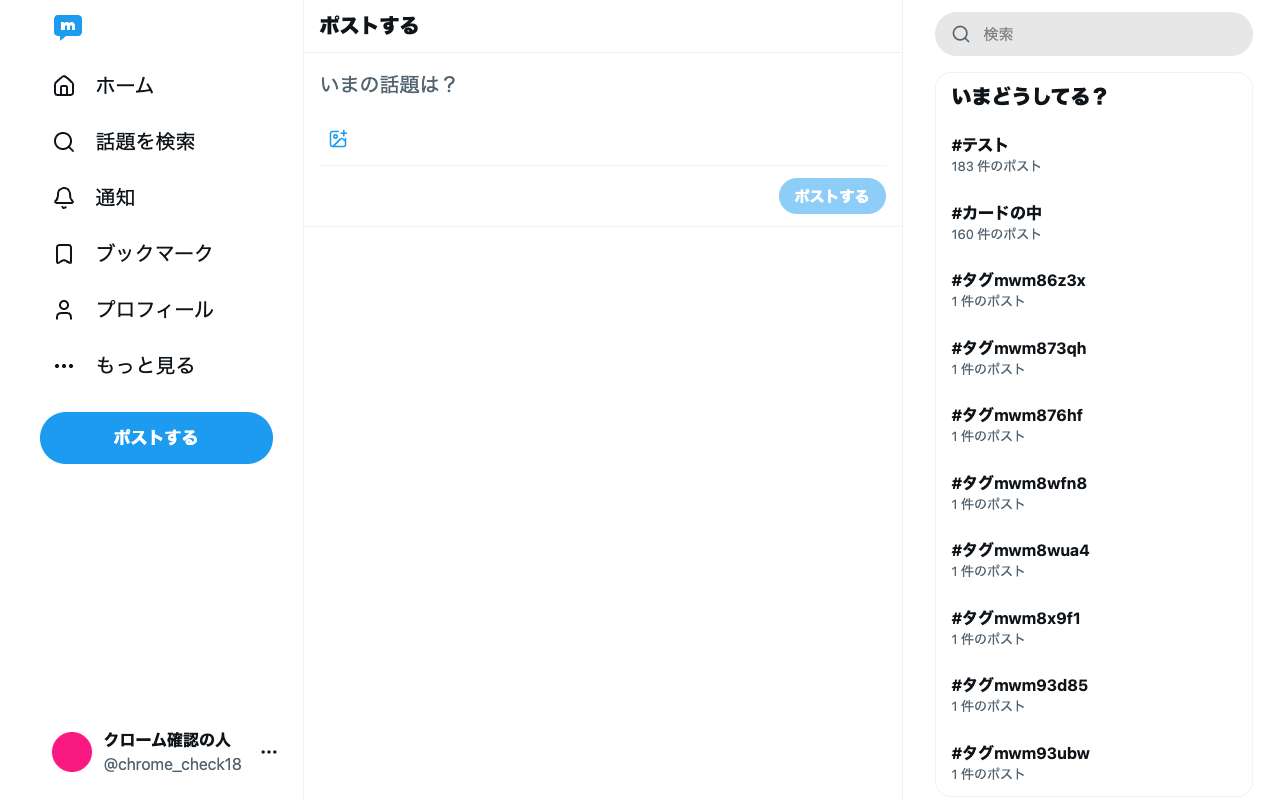 m
ホーム
話題を検索
通知
ブックマーク
プロフィール
もっと見る
ポストする
クローム確認の人
@chrome_check18
ポストする
いまの話題は？
ポストする
検索
いまどうしてる？
#テスト
183 件のポスト
#カードの中
160 件のポスト
#タグmwm86z3x
1 件のポスト
#タグmwm873qh
1 件のポスト
#タグmwm876hf
1 件のポスト
#タグmwm8wfn8
1 件のポスト
#タグmwm8wua4
1 件のポスト
#タグmwm8x9f1
1 件のポスト
#タグmwm93d85
1 件のポスト
#タグmwm93ubw
1 件のポスト